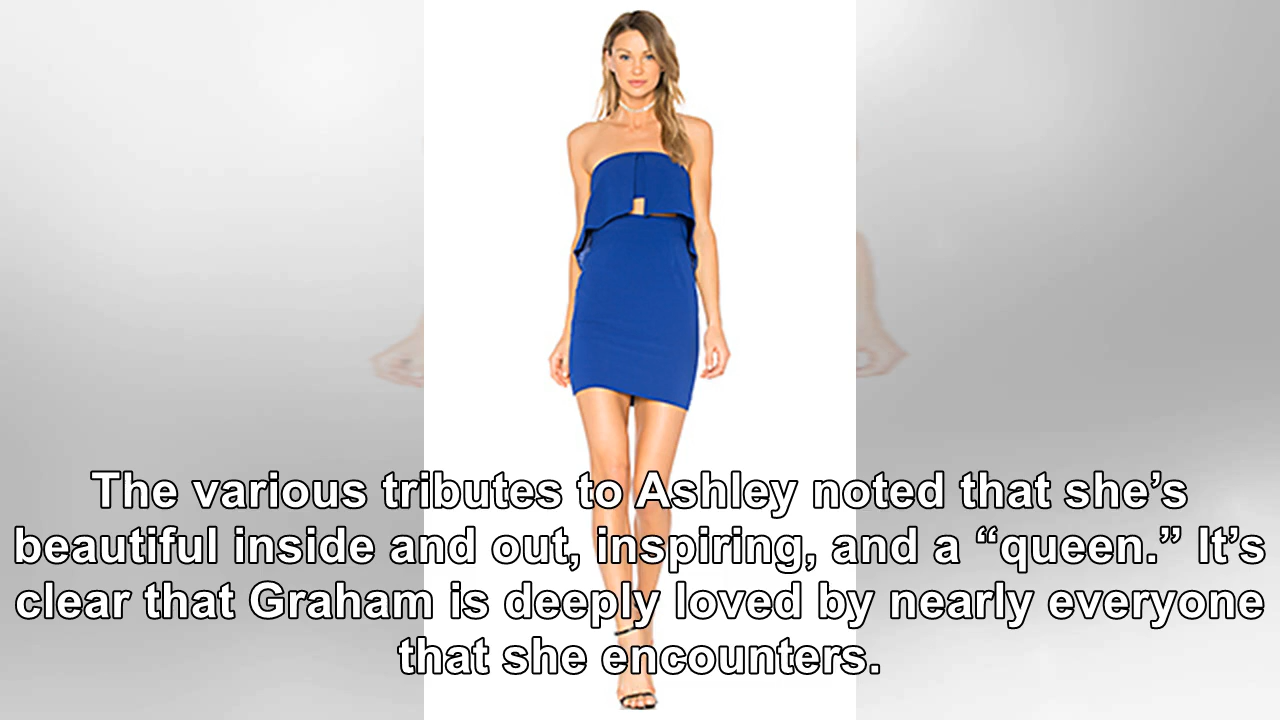 The various tributes to Ashley noted that she’s
beautiful inside and out, inspiring, and a “queen.” It’s
clear that Graham is deeply loved by nearly everyone
that she encounters.